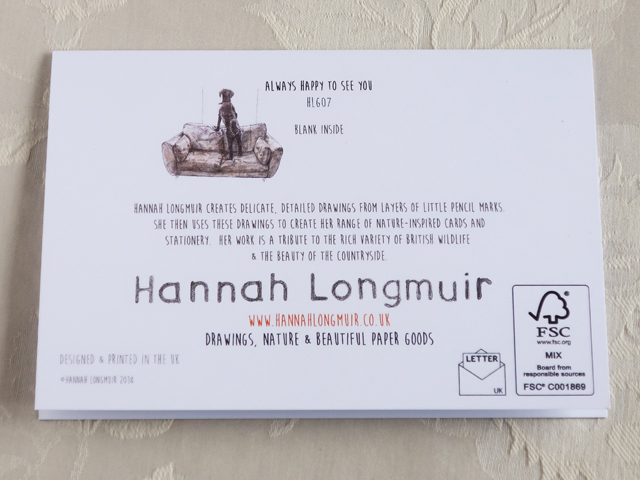 ALWAYS HAPPY TO SEE YOU
HLG07
BLANK INSIDE
HANNAH LONGMUIR CREATES DELICATE, DETAILED DRAWINGS FROM LAYERS OF LITTLE PENCIL MARKS.
SHE THEN USES THESE DRAWINGS TO CREATE HER RANGE OF NATURE-INSPIRED CARDS AND
STATIONERY. HER WORK IS A TRIBUTE TO THE RICH VARIETY OF BRITISH WILDLIFE
& THE BEAUTY OF THE COUNTRYSIDE.
Hannah Longmuir
WWW.HANNAHLONGMUIR.CO.UK
DRAWINGS, NATURE & BEAUTIFUL PAPER GOODS
DESIGNED & PRINTED IN THE UK
©HANNAH LONGMUIR
LETTER
UK
FSC
www.fsc.org
MIX
Board from
responsible sources
FSC® C001869